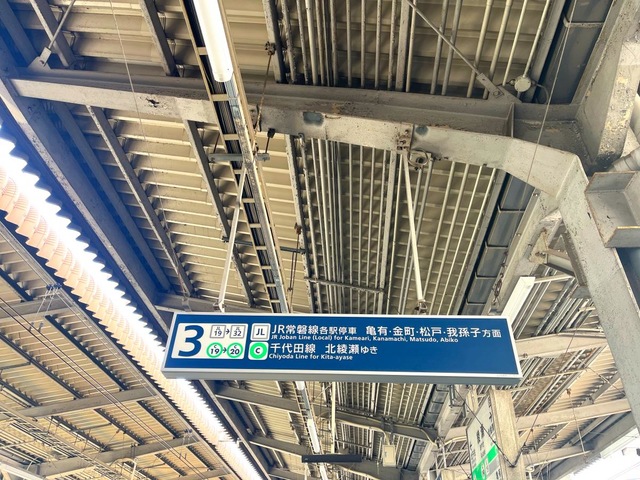 3 L 19 → L 32 JL JR常磐線各駅停車 亀有・金町・松戸・我孫子方面
JR Joban Line (Local) for Kameari, Kanamachi, Matsudo, Abiko
C 19 → C 20 C 千代田線 北綾瀬ゆき
Chiyoda Line for Kita-ayase